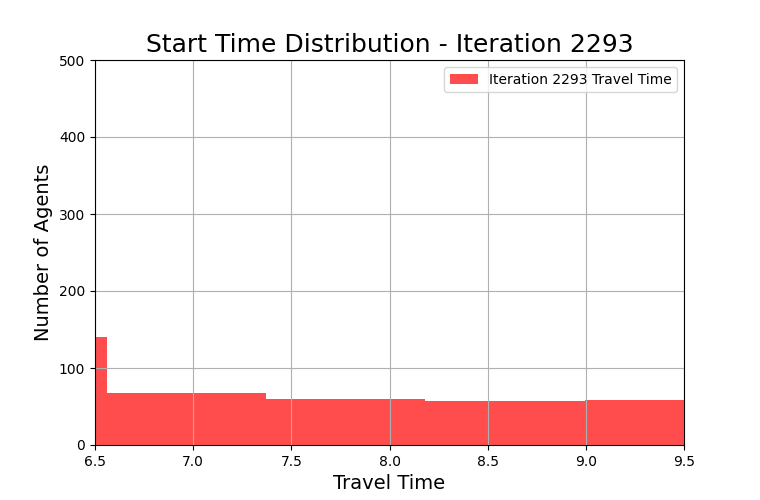 Start Time Distribution - Iteration 2293
Iteration 2293 Travel Time
Number of Agents
500
400
300
200
100
0
6.5 7.0 7.5 8.0 8.5 9.0 9.5
Travel Time